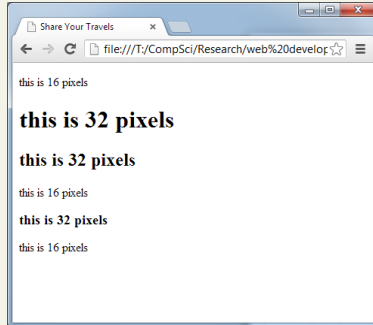 Share Your Travels
file:///T:/CompSci/Research/web%20develop
this is 16 pixels
this is 32 pixels
this is 32 pixels
this is 16 pixels
this is 32 pixels
this is 16 pixels